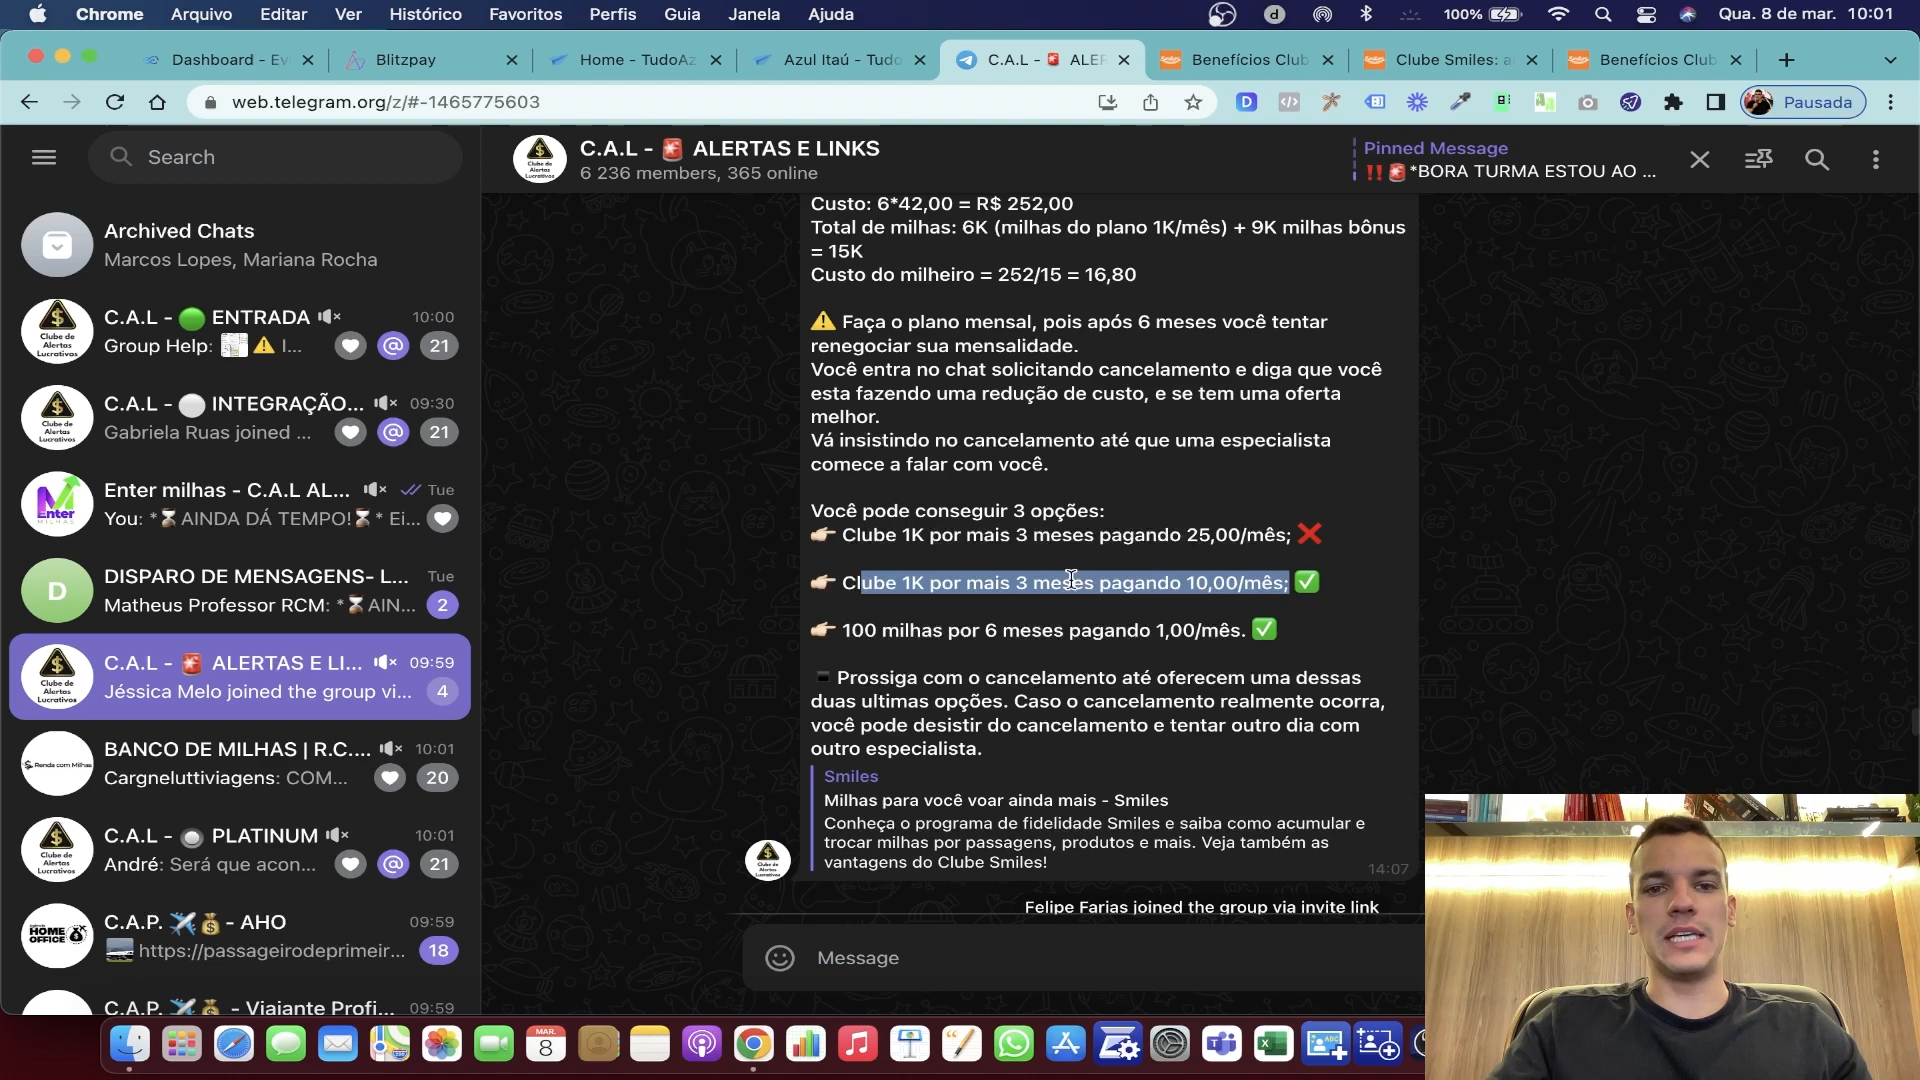 Chrome Arquivo Editar Ver Histórico Favoritos Perfis Guia Janela Ajuda 100% Qua. 8 de mar. 10:01
Dashboard - Ev Blitzpay Home - TudoAz Azul Itaú - Tudo C.A.L - 🚨 ALER Benefícios Club Clube Smiles: a Benefícios Club
web.telegram.org/z/#-1465775603 Pausada
Search
C.A.L - 🚨 ALERTAS E LINKS
6 236 members, 365 online
Pinned Message
‼️🚨*BORA TURMA ESTOU AO ...
Archived Chats
Marcos Lopes, Mariana Rocha
C.A.L - 🟢 ENTRADA 10:00
Group Help: ⚠️ I... @ 21
C.A.L - ⚪ INTEGRAÇÃO... 09:30
Gabriela Ruas joined ... @ 21
Enter milhas - C.A.L AL... Tue
You: *⏳AINDA DÁ TEMPO!⏳* Ei...
DISPARO DE MENSAGENS- L... Tue
Matheus Professor RCM: *⏳AIN... 2
C.A.L - 🚨 ALERTAS E LI... 09:59
Jéssica Melo joined the group vi... 4
BANCO DE MILHAS | R.C.... 10:01
Cargneluttiviagens: COM... 20
C.A.L - ⚪ PLATINUM 10:01
André: Será que acon... @ 21
C.A.P. ✈️💰 - AHO 09:59
https://passageirodeprimeir... 18
C.A.P. ✈️💰 - Viajante Profi... 09:59
Clube de Alertas Lucrativos
Enter MILHAS
D
Renda com Milhas
HOME OFFICE
Custo: 6*42,00 = R$ 252,00
Total de milhas: 6K (milhas do plano 1K/mês) + 9K milhas bônus
= 15K
Custo do milheiro = 252/15 = 16,80
⚠️ Faça o plano mensal, pois após 6 meses você tentar
renegociar sua mensalidade.
Você entra no chat solicitando cancelamento e diga que você
esta fazendo uma redução de custo, e se tem uma oferta
melhor.
Vá insistindo no cancelamento até que uma especialista
comece a falar com você.
Você pode conseguir 3 opções:
👉🏻 Clube 1K por mais 3 meses pagando 25,00/mês; ❌
👉🏻 Clube 1K por mais 3 meses pagando 10,00/mês; ✅
👉🏻 100 milhas por 6 meses pagando 1,00/mês. ✅
▪️Prossiga com o cancelamento até oferecem uma dessas
duas ultimas opções. Caso o cancelamento realmente ocorra,
você pode desistir do cancelamento e tentar outro dia com
outro especialista.
Smiles
Milhas para você voar ainda mais - Smiles
Conheça o programa de fidelidade Smiles e saiba como acumular e
trocar milhas por passagens, produtos e mais. Veja também as
vantagens do Clube Smiles!
14:07
Felipe Farias joined the group via invite link
Message
MAR.
8